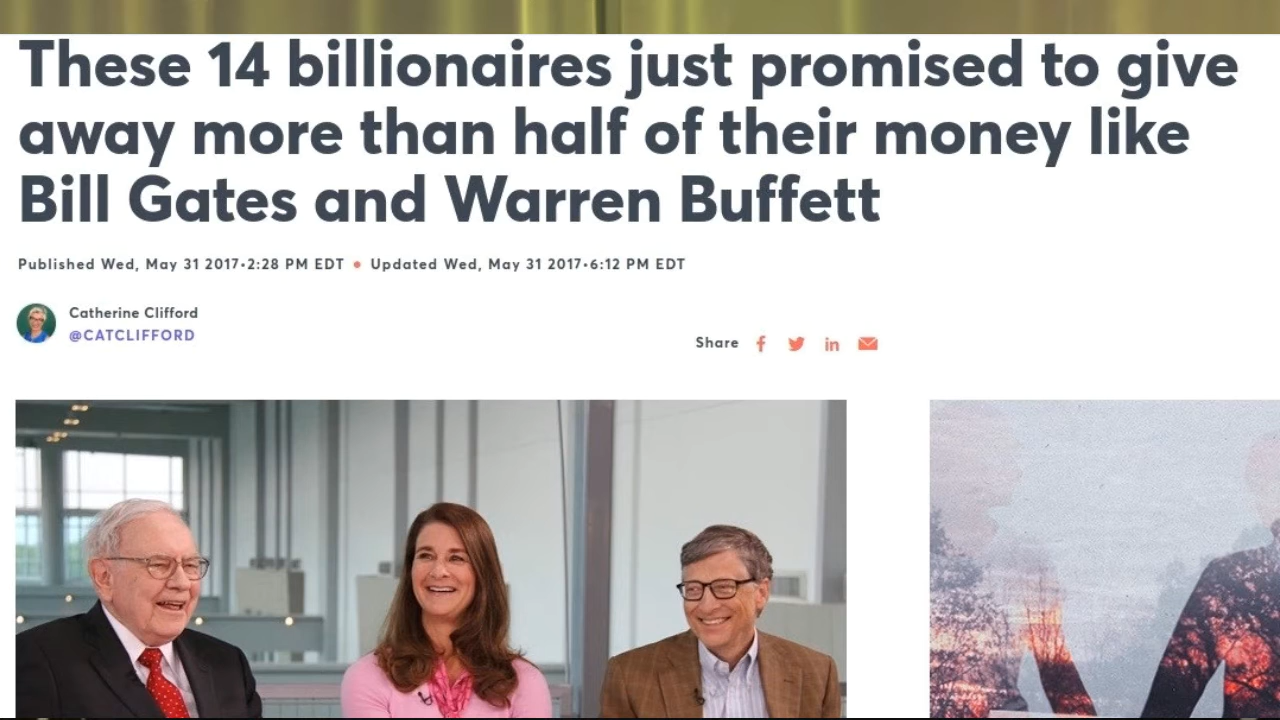 These 14 billionaires just promised to give
away more than half of their money like
Bill Gates and Warren Buffett
Published Wed, May 31 2017•2:28 PM EDT • Updated Wed, May 31 2017•6:12 PM EDT
Catherine Clifford
@CATCLIFFORD
Share